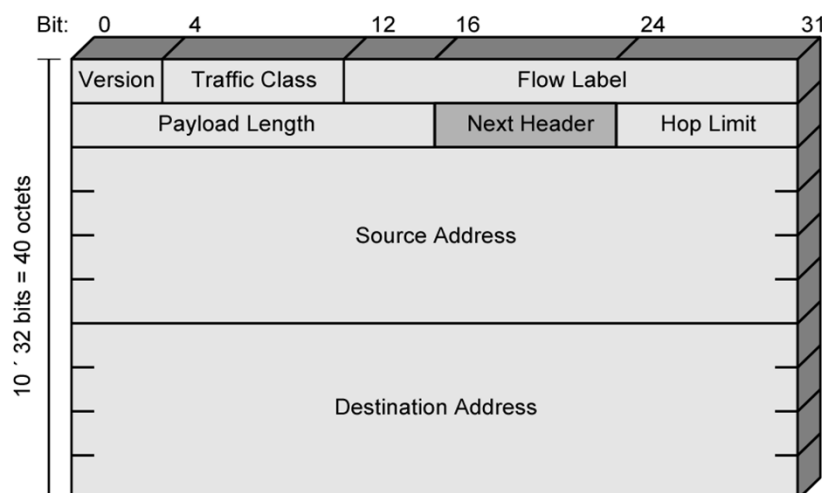 Bit: 0 4 12 16 24 31
Version Traffic Class Flow Label
Payload Length Next Header Hop Limit
Source Address
Destination Address
10 ´ 32 bits = 40 octets